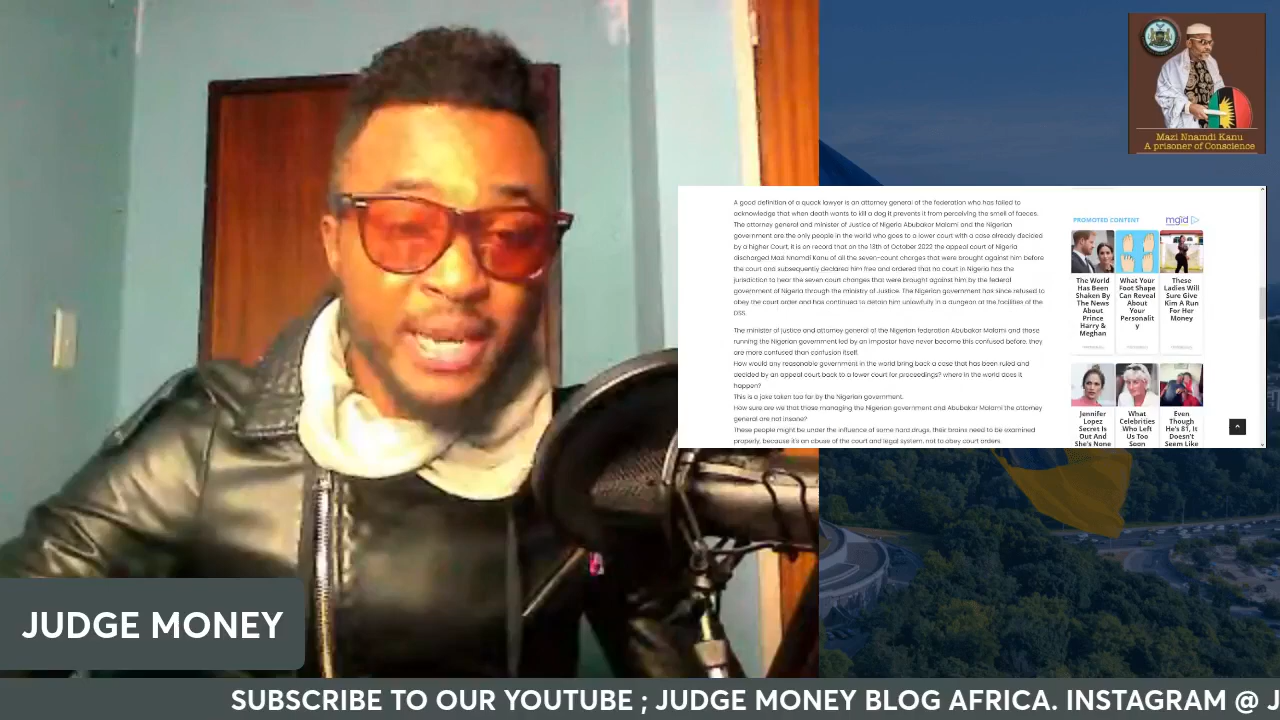 Mazi Nnamdi Kanu
A prisoner of Conscience
A good definition of a quack lawyer is an attorney general of the federation who has failed to
acknowledge that when death wants to kill a dog it prevents it from perceiving the smell of faeces.
The attorney general and minister of Justice of Nigeria Abubakar Malami and the Nigerian
government are the only people in the world who goes to a lower court with a case already decided
by a higher Court, it is on record that on the 13th of October 2022 the appeal court of Nigeria
discharged Mazi Nnamdi Kanu of all the seven-count charges that were brought against him before
the court and subsequently declared him free and ordered that no court in Nigeria has the
jurisdiction to hear the seven court changes that were brought against him by the federal
government of Nigeria through the ministry of Justice. The Nigerian government has since refused to
obey the court order and has continued to detain him unlawfully in a dungeon at the facilities of the
DSS.
The minister of justice and attorney general of the Nigerian federation Abubakar Malami and those
running the Nigerian government led by an impostor have never become this confused before, they
are more confused than confusion itself.
How would any reasonable government in the world bring back a case that has been ruled and
decided by an appeal court back to a lower court for proceedings? where in the world does it
happen?
This is a joke taken too far by the Nigerian government.
How sure are we that those managing the Nigerian government and Abubakar Malami the attorney
general are not insane?
These people might be under the influence of some hard drugs, their brains need to be examined
properly, because it's an abuse of the court and legal system, not to obey court orders.
PROMOTED CONTENT
mgid
The World
Has Been
Shaken By
The News
About
Prince
Harry &
Meghan
What Your
Foot Shape
Can Reveal
About
Your
Personalit
y
These
Ladies Will
Sure Give
Kim A Run
For Her
Money
Jennifer
Lopez
Secret Is
Out And
She's None
What
Celebrities
Who Left
Us Too
Soon
Even
Though
He's 81, It
Doesn't
Seem Like
JUDGE MONEY
SUBSCRIBE TO OUR YOUTUBE ; JUDGE MONEY BLOG AFRICA. INSTAGRAM @ J